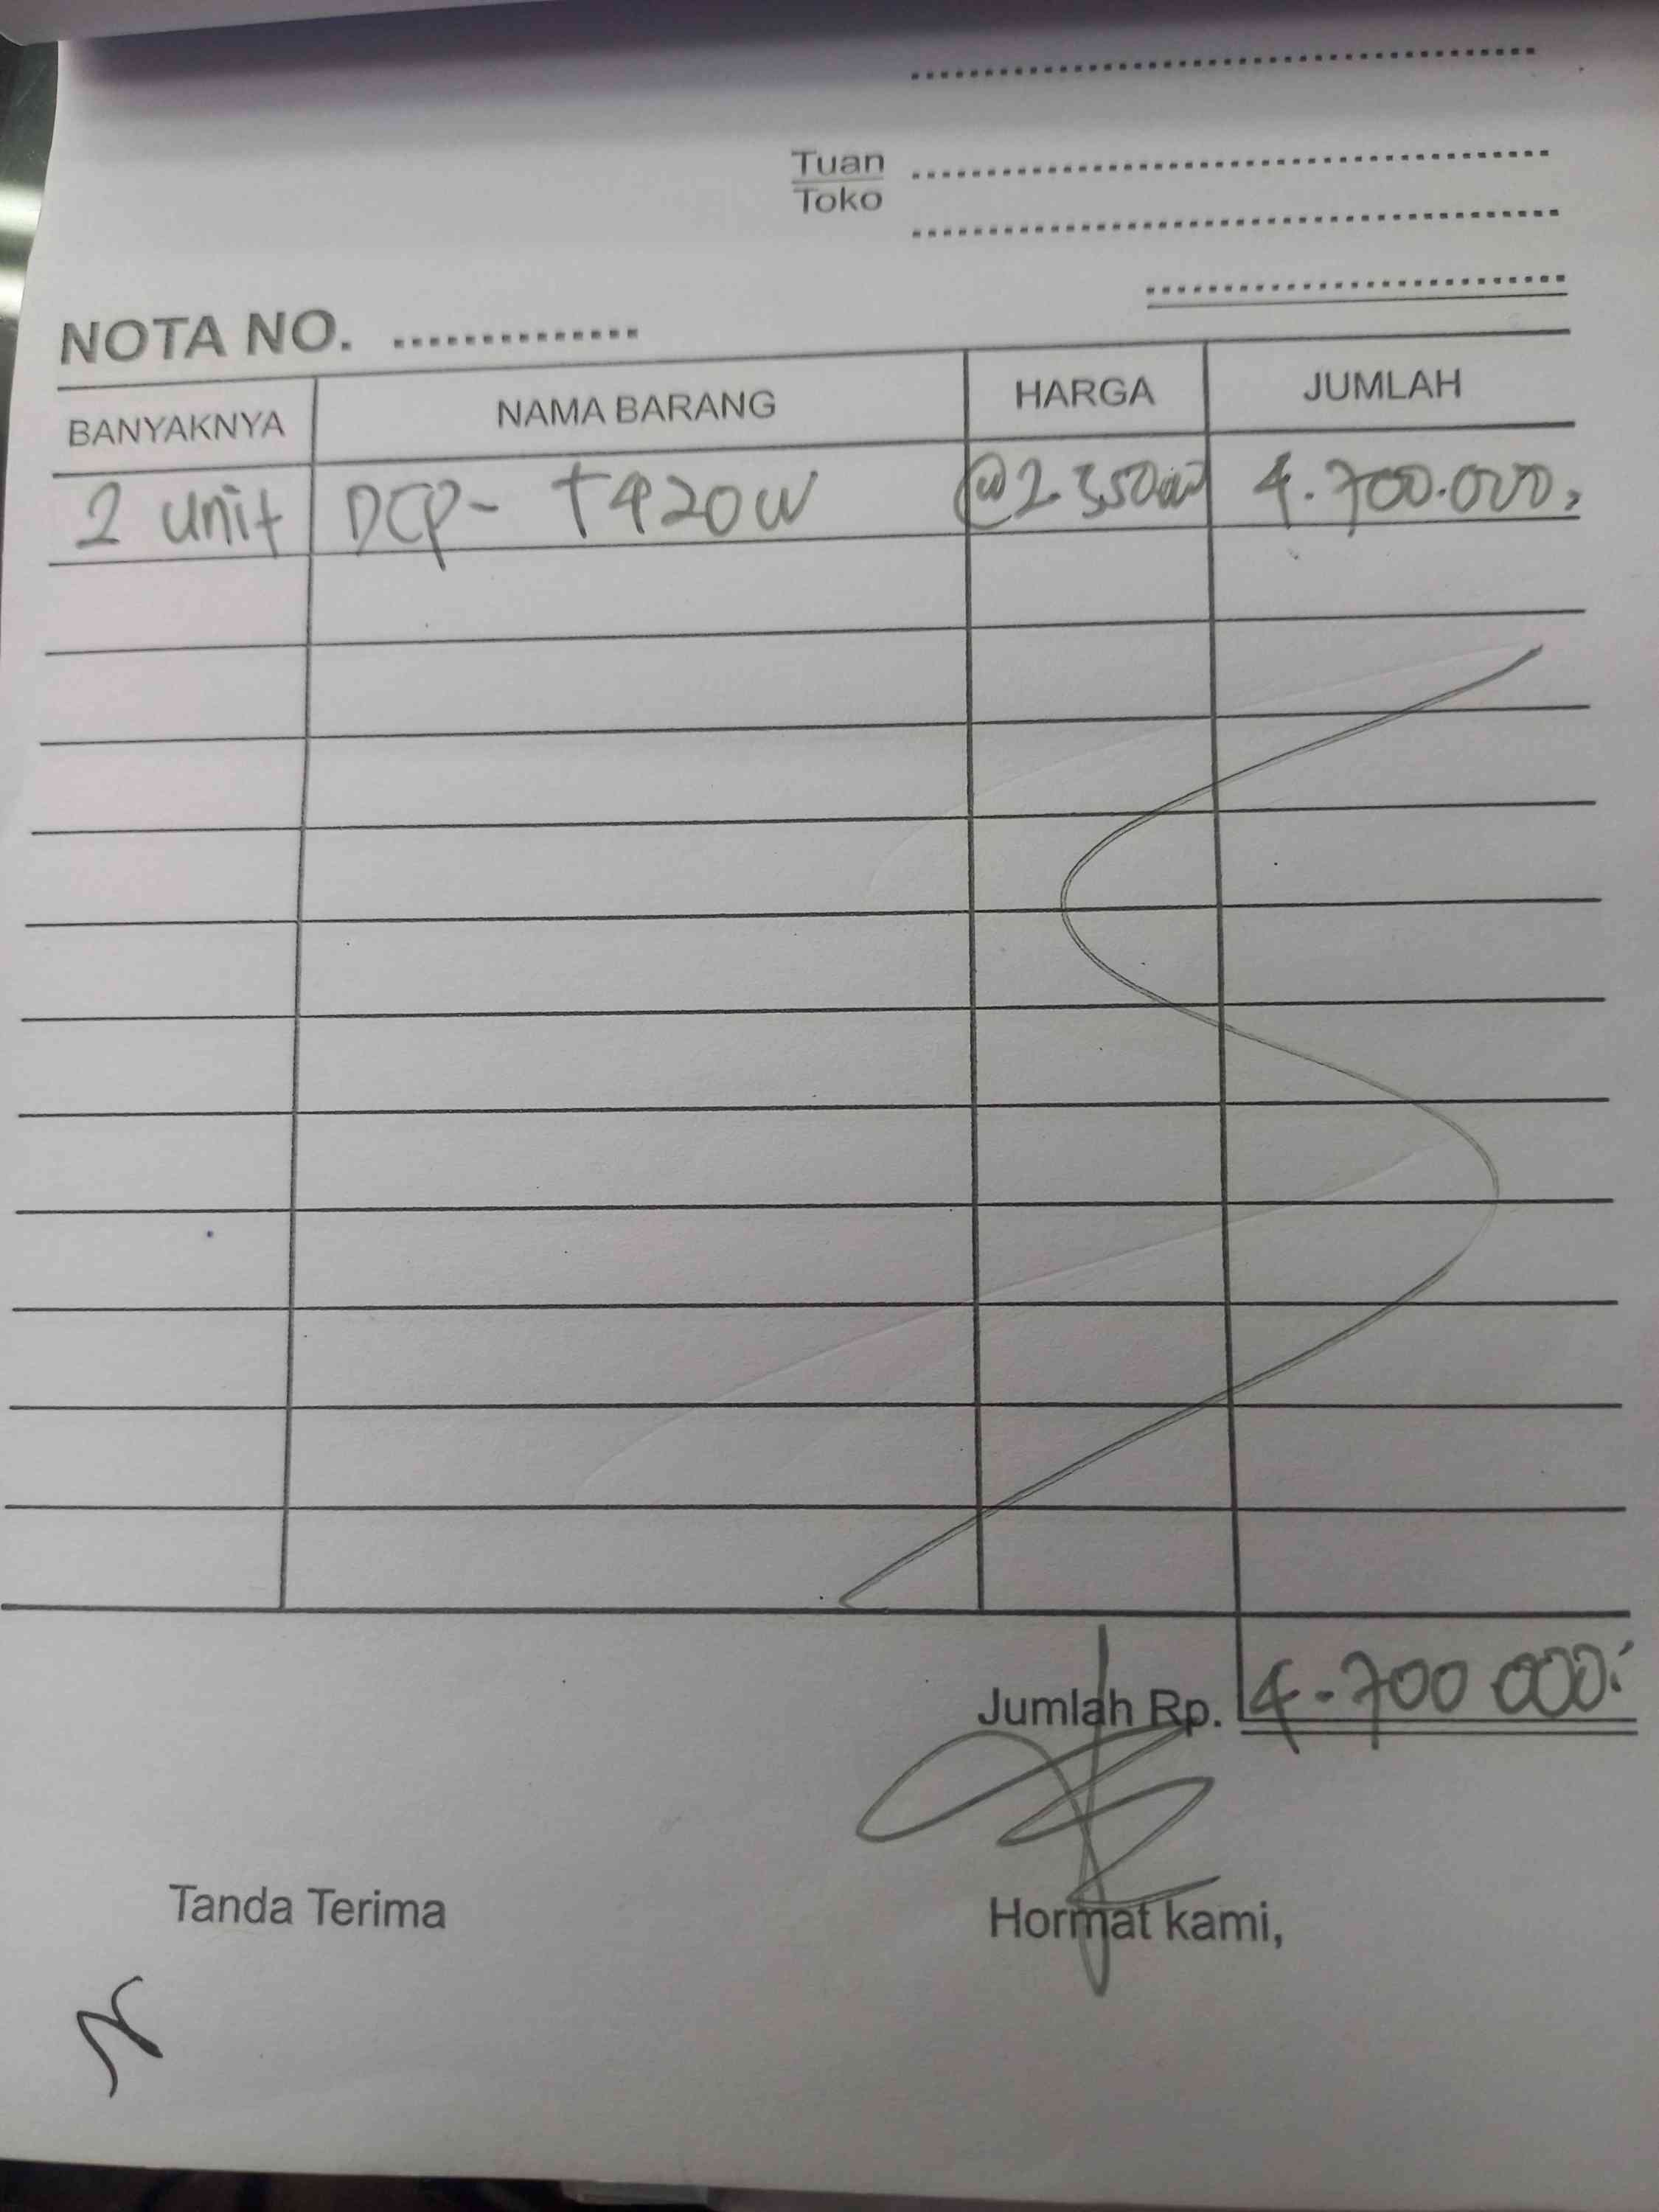 Tuan
Toko
NOTA NO. ..............
BANYAKNYA NAMA BARANG HARGA JUMLAH
2 unit DCP- T420W @2.350.000 4.700.000,
Jumlah Rp. 4.700 000,
Tanda Terima Hormat kami,